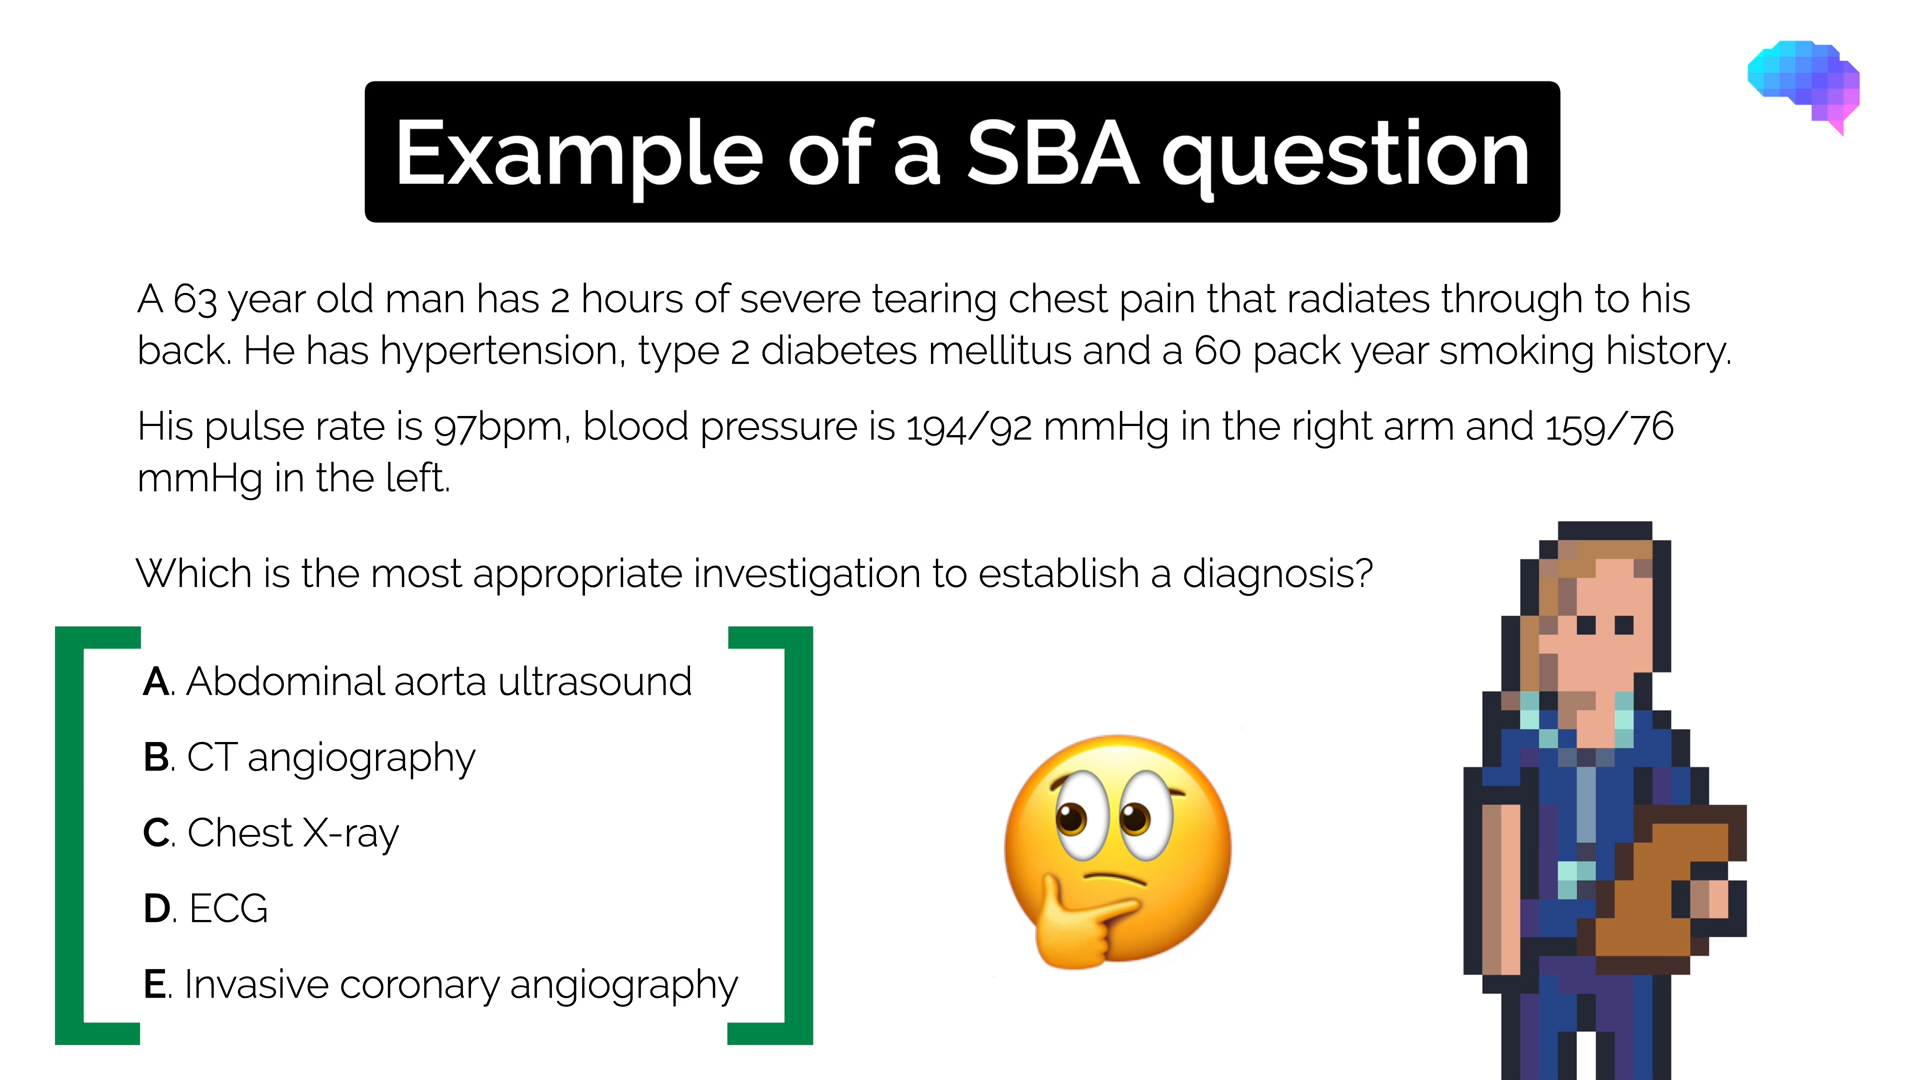 Example of a SBA question
A 63 year old man has 2 hours of severe tearing chest pain that radiates through to his
back. He has hypertension, type 2 diabetes mellitus and a 60 pack year smoking history.
His pulse rate is 97bpm, blood pressure is 194/92 mmHg in the right arm and 159/76
mmHg in the left.
Which is the most appropriate investigation to establish a diagnosis?
A. Abdominal aorta ultrasound
B. CT angiography
C. Chest X-ray
D. ECG
E. Invasive coronary angiography